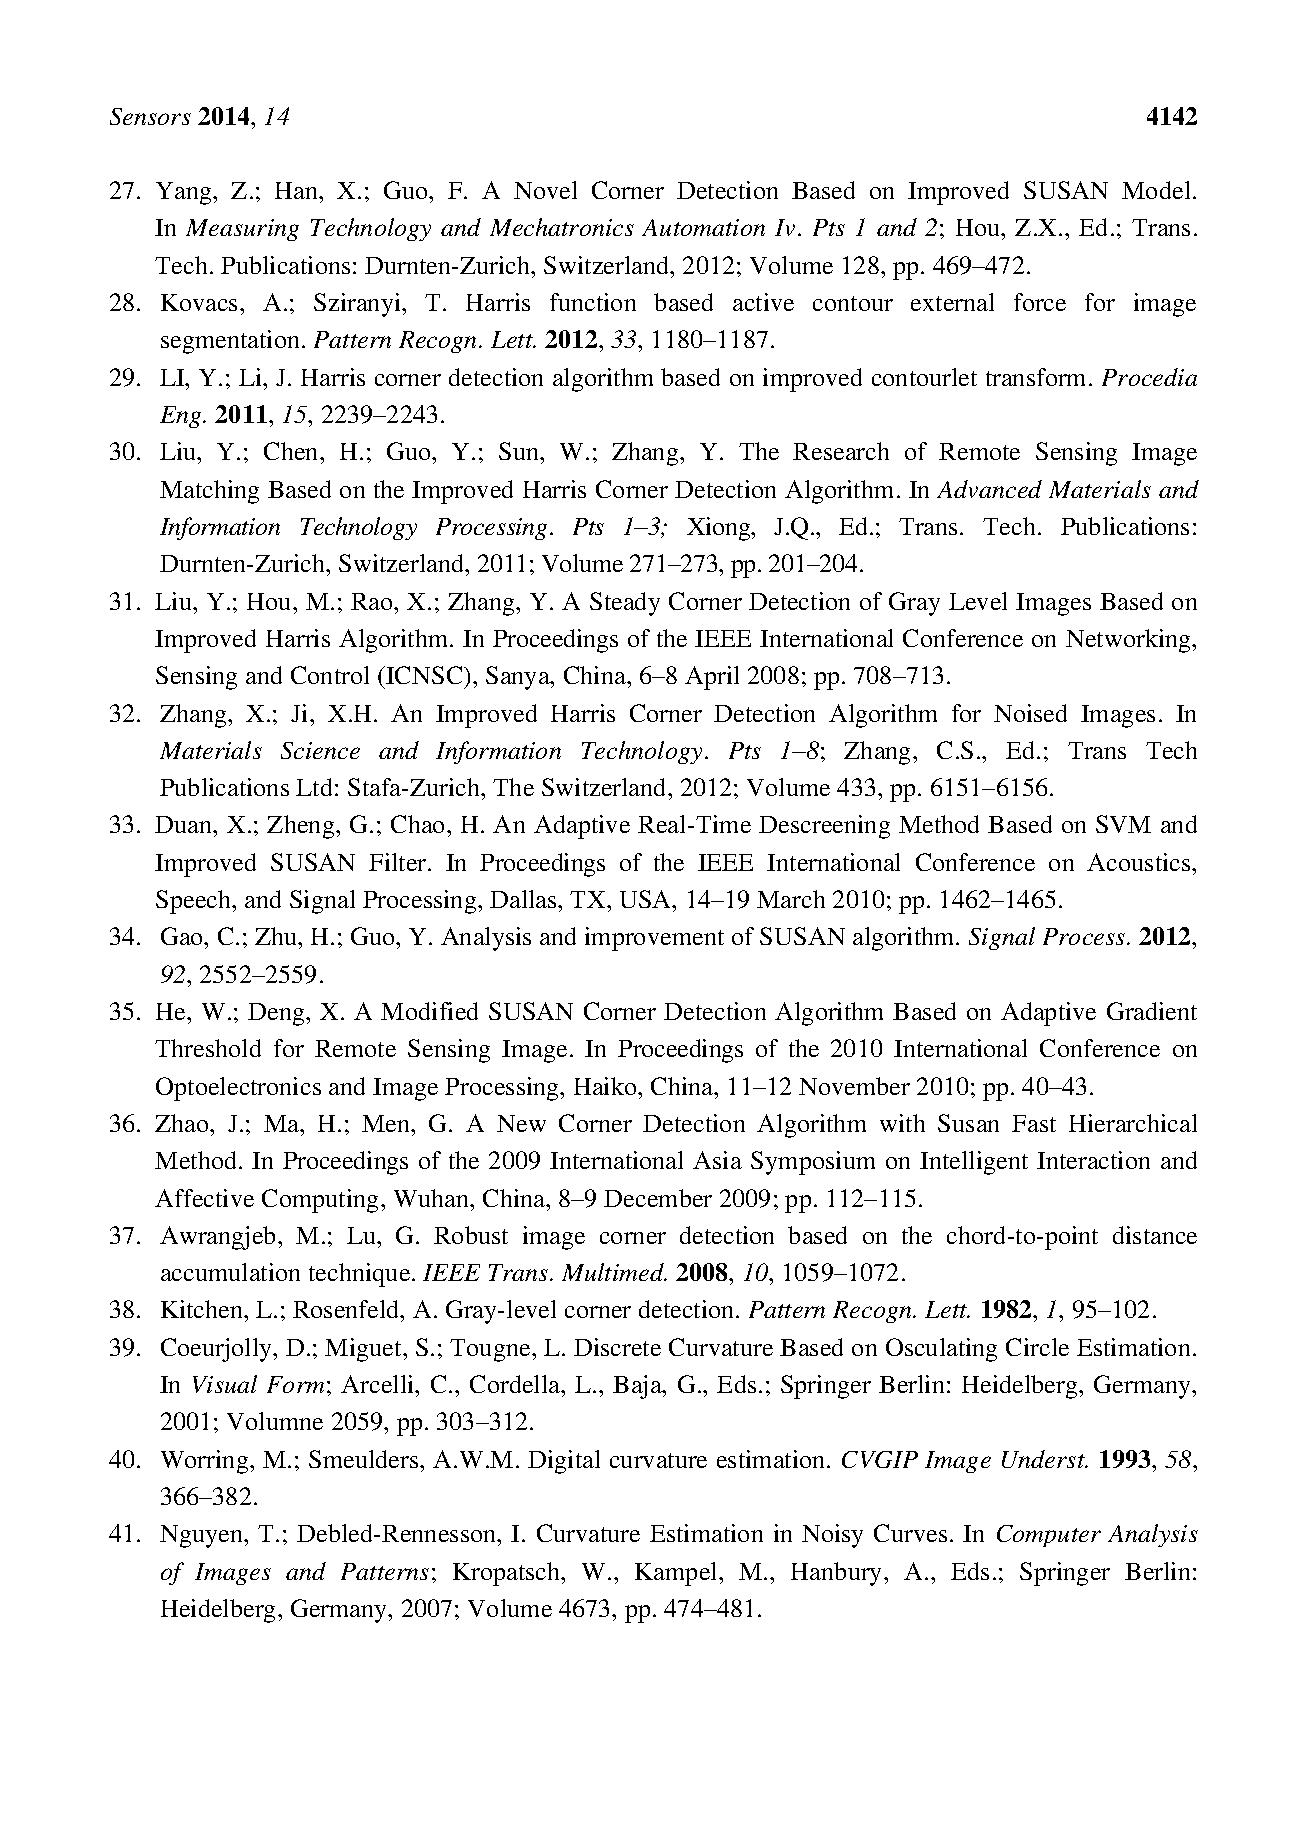 Sensors 2014, 14 4142
27. Yang, Z.; Han, X.; Guo, F. A Novel Corner Detection Based on Improved SUSAN Model.
In Measuring Technology and Mechatronics Automation Iv. Pts 1 and 2; Hou, Z.X., Ed.; Trans.
Tech. Publications: Durnten-Zurich, Switzerland, 2012; Volume 128, pp. 469–472.
28. Kovacs, A.; Sziranyi, T. Harris function based active contour external force for image
segmentation. Pattern Recogn. Lett. 2012, 33, 1180–1187.
29. LI, Y.; Li, J. Harris corner detection algorithm based on improved contourlet transform. Procedia
Eng. 2011, 15, 2239–2243.
30. Liu, Y.; Chen, H.; Guo, Y.; Sun, W.; Zhang, Y. The Research of Remote Sensing Image
Matching Based on the Improved Harris Corner Detection Algorithm. In Advanced Materials and
Information Technology Processing. Pts 1–3; Xiong, J.Q., Ed.; Trans. Tech. Publications:
Durnten-Zurich, Switzerland, 2011; Volume 271–273, pp. 201–204.
31. Liu, Y.; Hou, M.; Rao, X.; Zhang, Y. A Steady Corner Detection of Gray Level Images Based on
Improved Harris Algorithm. In Proceedings of the IEEE International Conference on Networking,
Sensing and Control (ICNSC), Sanya, China, 6–8 April 2008; pp. 708–713.
32. Zhang, X.; Ji, X.H. An Improved Harris Corner Detection Algorithm for Noised Images. In
Materials Science and Information Technology. Pts 1–8; Zhang, C.S., Ed.; Trans Tech
Publications Ltd: Stafa-Zurich, The Switzerland, 2012; Volume 433, pp. 6151–6156.
33. Duan, X.; Zheng, G.; Chao, H. An Adaptive Real-Time Descreening Method Based on SVM and
Improved SUSAN Filter. In Proceedings of the IEEE International Conference on Acoustics,
Speech, and Signal Processing, Dallas, TX, USA, 14–19 March 2010; pp. 1462–1465.
34. Gao, C.; Zhu, H.; Guo, Y. Analysis and improvement of SUSAN algorithm. Signal Process. 2012,
92, 2552–2559.
35. He, W.; Deng, X. A Modified SUSAN Corner Detection Algorithm Based on Adaptive Gradient
Threshold for Remote Sensing Image. In Proceedings of the 2010 International Conference on
Optoelectronics and Image Processing, Haiko, China, 11–12 November 2010; pp. 40–43.
36. Zhao, J.; Ma, H.; Men, G. A New Corner Detection Algorithm with Susan Fast Hierarchical
Method. In Proceedings of the 2009 International Asia Symposium on Intelligent Interaction and
Affective Computing, Wuhan, China, 8–9 December 2009; pp. 112–115.
37. Awrangjeb, M.; Lu, G. Robust image corner detection based on the chord-to-point distance
accumulation technique. IEEE Trans. Multimed. 2008, 10, 1059–1072.
38. Kitchen, L.; Rosenfeld, A. Gray-level corner detection. Pattern Recogn. Lett. 1982, 1, 95–102.
39. Coeurjolly, D.; Miguet, S.; Tougne, L. Discrete Curvature Based on Osculating Circle Estimation.
In Visual Form; Arcelli, C., Cordella, L., Baja, G., Eds.; Springer Berlin: Heidelberg, Germany,
2001; Volumne 2059, pp. 303–312.
40. Worring, M.; Smeulders, A.W.M. Digital curvature estimation. CVGIP Image Underst. 1993, 58,
366–382.
41. Nguyen, T.; Debled-Rennesson, I. Curvature Estimation in Noisy Curves. In Computer Analysis
of Images and Patterns; Kropatsch, W., Kampel, M., Hanbury, A., Eds.; Springer Berlin:
Heidelberg, Germany, 2007; Volume 4673, pp. 474–481.